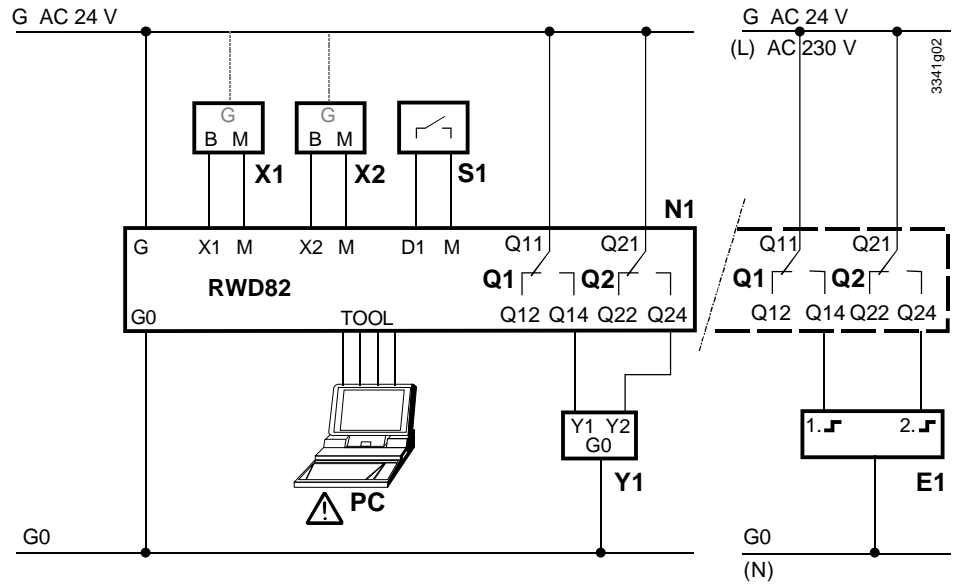 G AC 24 V
G AC 24 V
(L) AC 230 V
3341g02
G
B M
X1
G
B M
X2
S1
N1
G X1 M X2 M D1 M Q11 Q21
Q1 Q2
RWD82
G0 TOOL Q12 Q14 Q22 Q24
Q11 Q21
Q1 Q2
Q12 Q14 Q22 Q24
Y1 Y2
G0
Y1
1. 2.
E1
PC
G0
G0
(N)